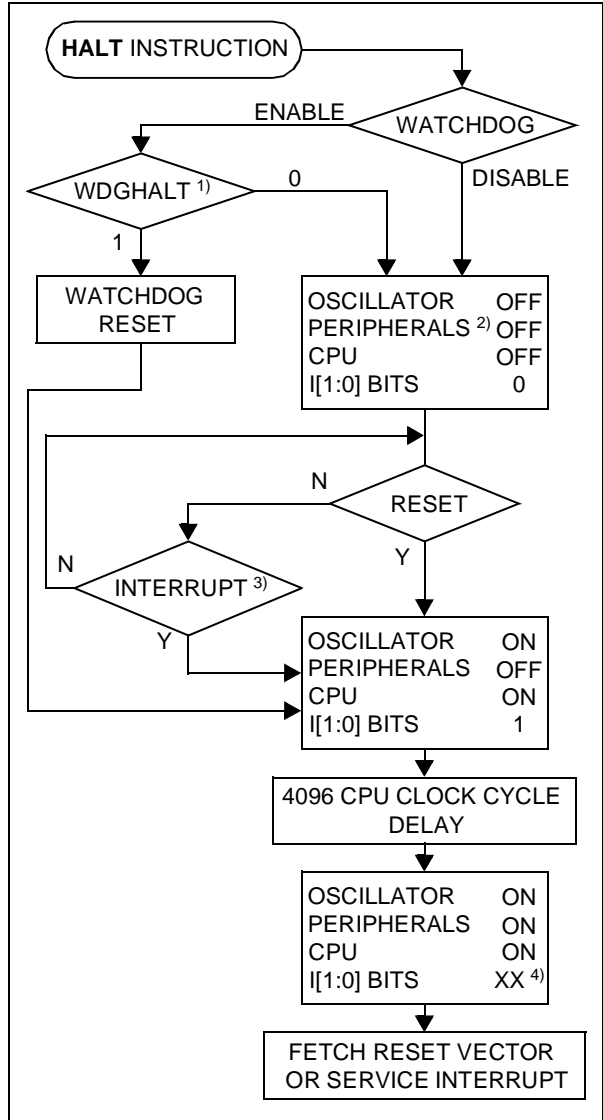 HALT INSTRUCTION
ENABLE
WATCHDOG
WDGHALT 1)
0
DISABLE
1
WATCHDOG
RESET
OSCILLATOR OFF
PERIPHERALS 2) OFF
CPU OFF
I[1:0] BITS 0
N
RESET
N
INTERRUPT 3)
Y
Y
OSCILLATOR ON
PERIPHERALS OFF
CPU ON
I[1:0] BITS 1
4096 CPU CLOCK CYCLE
DELAY
OSCILLATOR ON
PERIPHERALS ON
CPU ON
I[1:0] BITS XX 4)
FETCH RESET VECTOR
OR SERVICE INTERRUPT